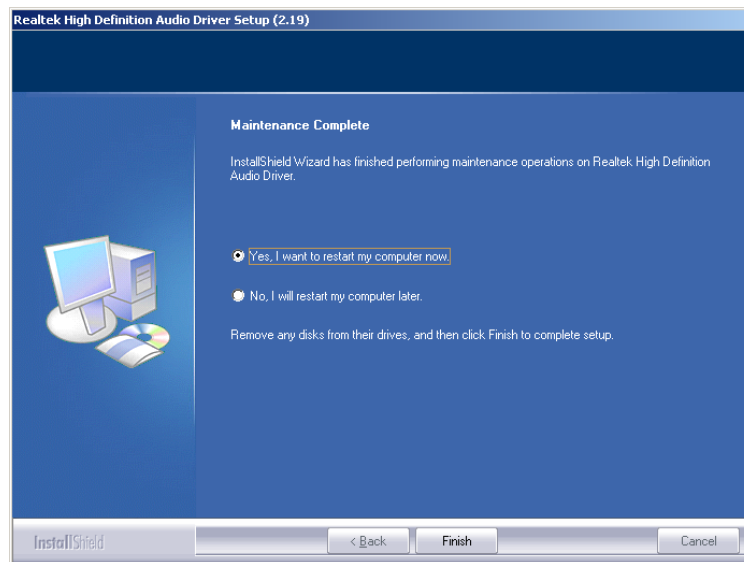 Realtek High Definition Audio Driver Setup (2.19)
Maintenance Complete
InstallShield Wizard has finished performing maintenance operations on Realtek High Definition
Audio Driver.
Yes, I want to restart my computer now.
No, I will restart my computer later.
Remove any disks from their drives, and then click Finish to complete setup.
InstallShield
< Back
Finish
Cancel